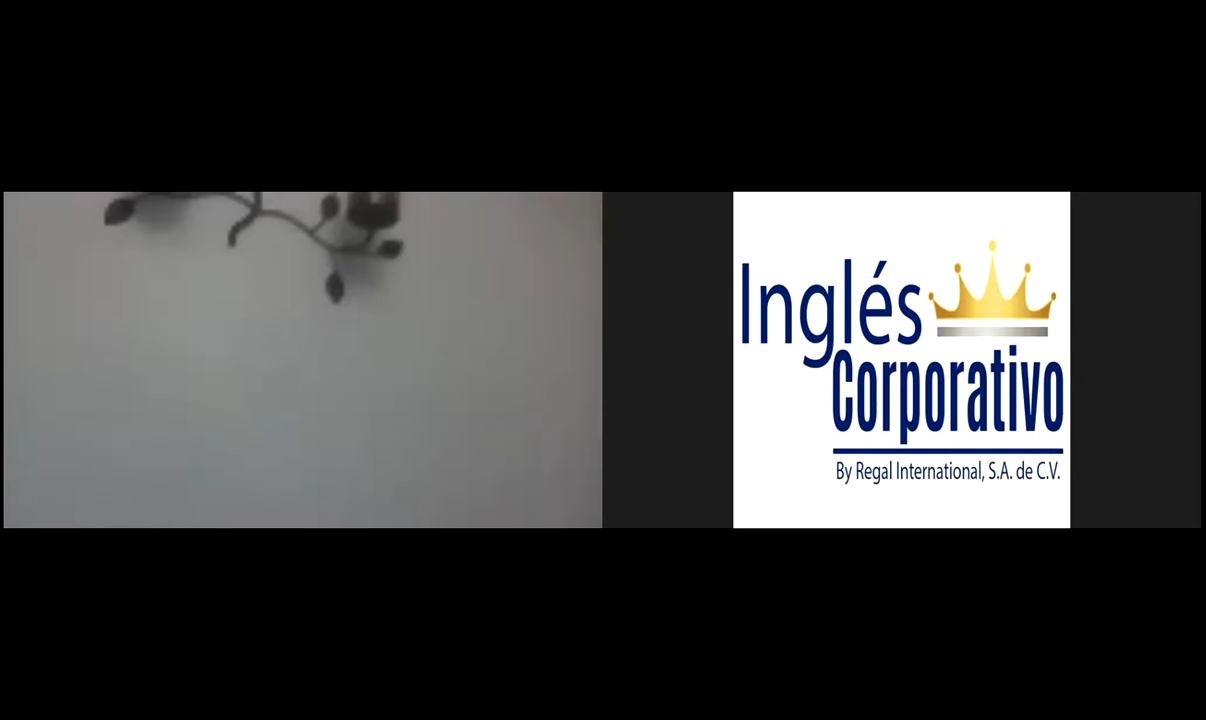 Inglés
Corporativo
By Regal International, S.A. de C.V.